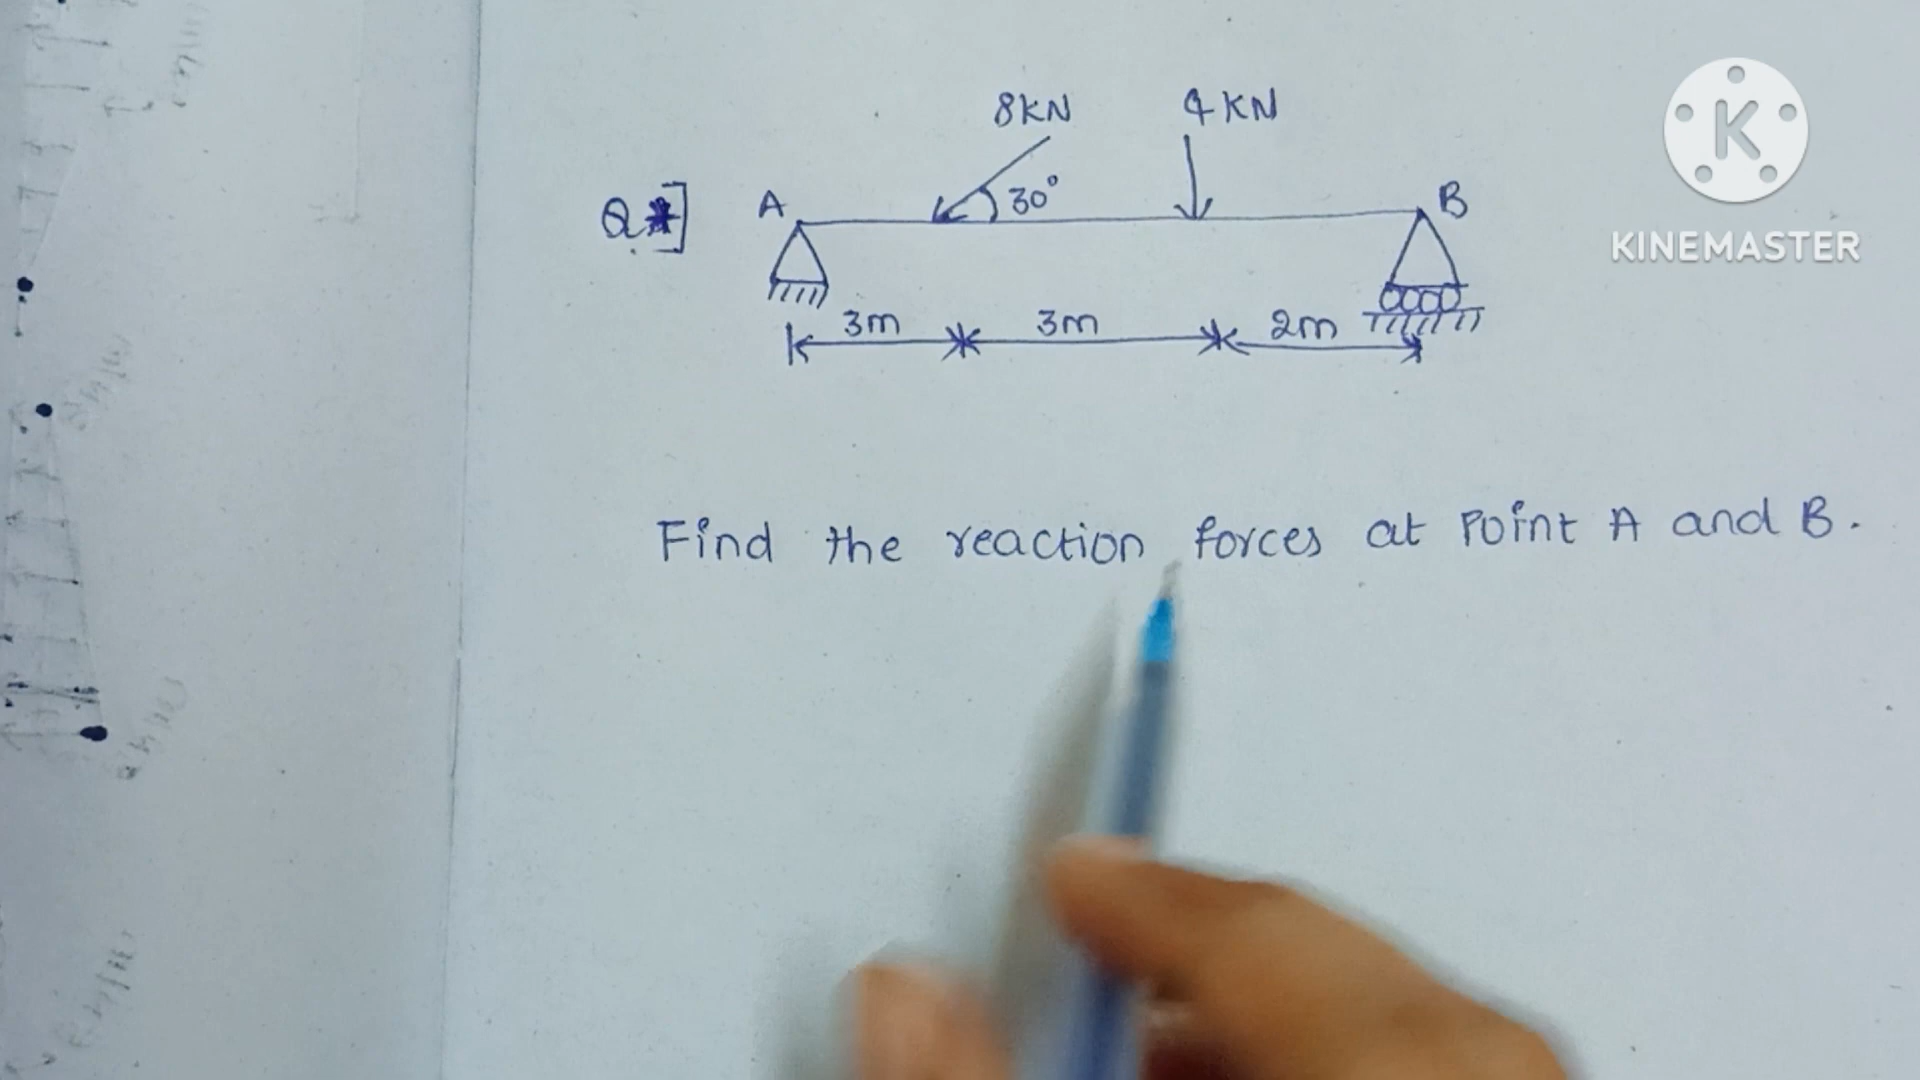 8KN 4KN
Q*] A 30° B
3m 3m 2m
Find the reaction forces at Point A and B.
K
KINEMASTER